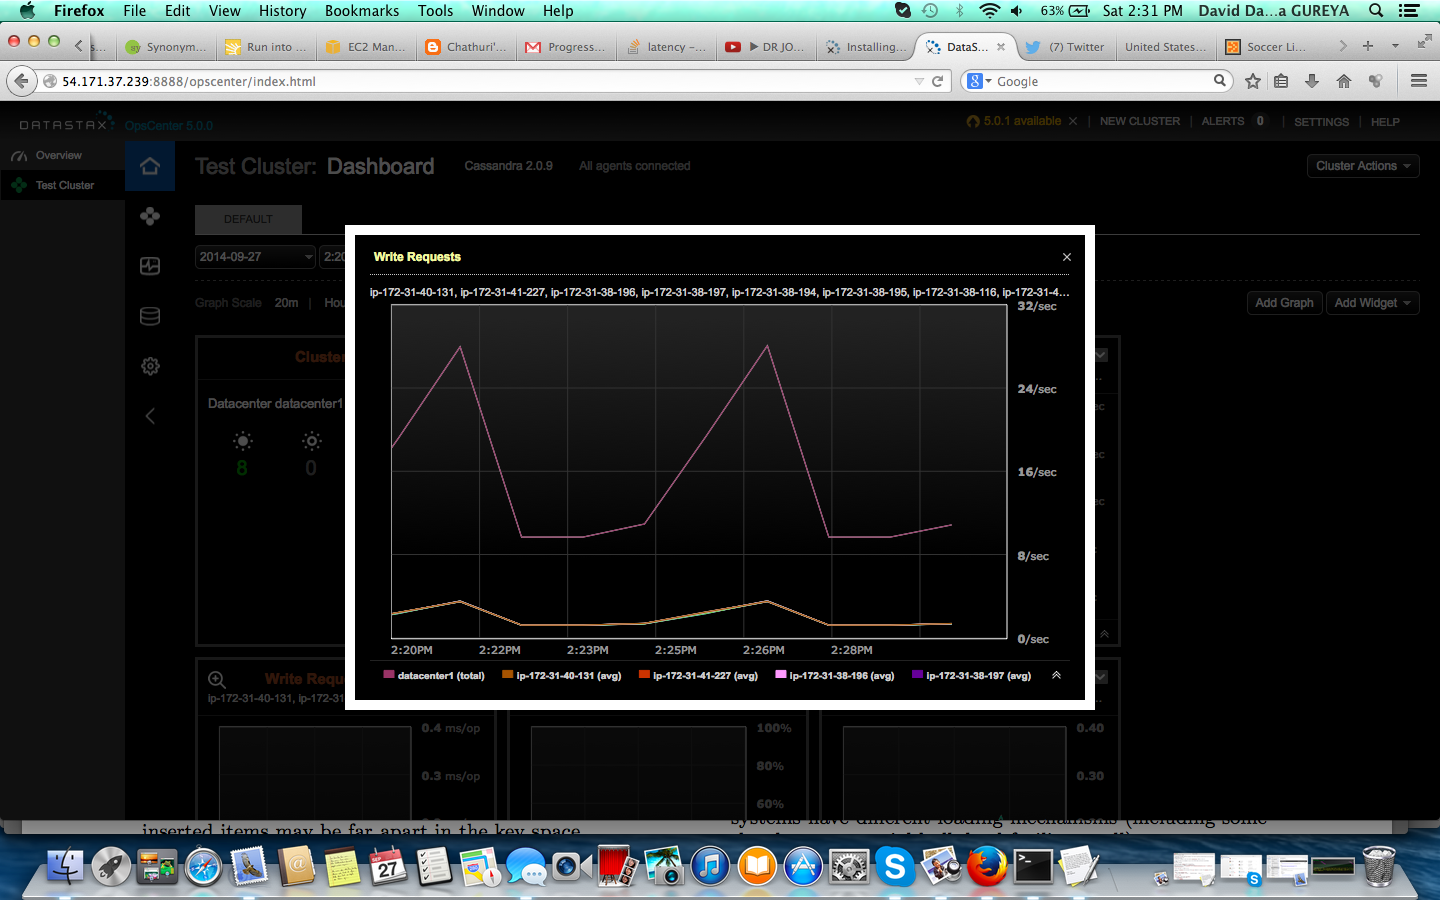 Firefox File Edit View History Bookmarks Tools Window Help 63% Sat 2:31 PM David Da...a GUREYA
s... Synonym... Run into ... EC2 Man... Chathuri'... Progress... latency -... ▶ DR JO... Installing... DataS... (7) Twitter United States... Soccer Li...
54.171.37.239:8888/opscenter/index.html Google
DATASTAX OpsCenter 5.0.0 5.0.1 available × NEW CLUSTER | ALERTS 0 | SETTINGS | HELP
Overview
Test Cluster
Test Cluster: Dashboard Cassandra 2.0.9 All agents connected Cluster Actions
DEFAULT
2014-09-27 2:20
Graph Scale 20m | Hou
Add Graph Add Widget
Cluster
Datacenter datacenter1
8 0
Write Requests ×
ip-172-31-40-131, ip-172-31-41-227, ip-172-31-38-196, ip-172-31-38-197, ip-172-31-38-194, ip-172-31-38-195, ip-172-31-38-116, ip-172-31-4...
32/sec
24/sec
16/sec
8/sec
0/sec
2:20PM 2:22PM 2:23PM 2:25PM 2:26PM 2:28PM
datacenter1 (total) ip-172-31-40-131 (avg) ip-172-31-41-227 (avg) ip-172-31-38-196 (avg) ip-172-31-38-197 (avg)
Write Requ
ip-172-31-40-131, ip-172-31
0.4 ms/op 100% 0.40
0.3 ms/op 80% 0.30
60%
inserted items may be far apart in the key space
systems have different loading mechanisms (including some
SEP
27